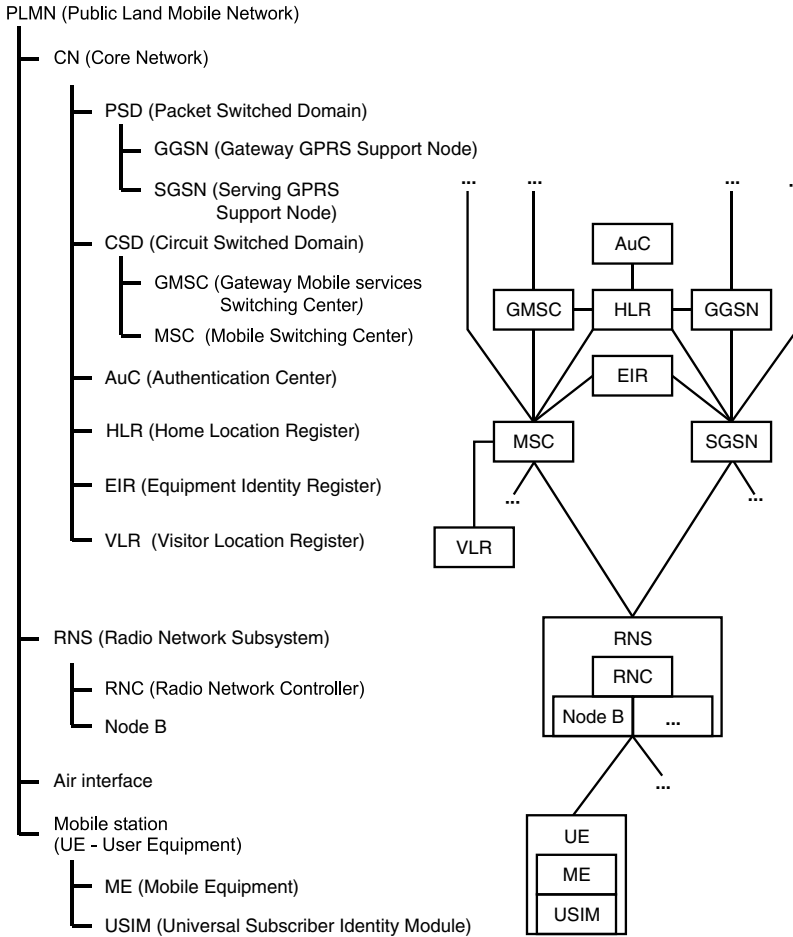 PLMN (Public Land Mobile Network)
CN (Core Network)
PSD (Packet Switched Domain)
GGSN (Gateway GPRS Support Node)
SGSN (Serving GPRS
Support Node)
CSD (Circuit Switched Domain)
GMSC (Gateway Mobile services
Switching Center)
MSC (Mobile Switching Center)
AuC (Authentication Center)
HLR (Home Location Register)
EIR (Equipment Identity Register)
VLR (Visitor Location Register)
RNS (Radio Network Subsystem)
RNC (Radio Network Controller)
Node B
Air interface
Mobile station
(UE - User Equipment)
ME (Mobile Equipment)
USIM (Universal Subscriber Identity Module)
... ... ... .
AuC
GMSC HLR GGSN
EIR
MSC SGSN
... ...
VLR
RNS
RNC
Node B ...
...
UE
ME
USIM